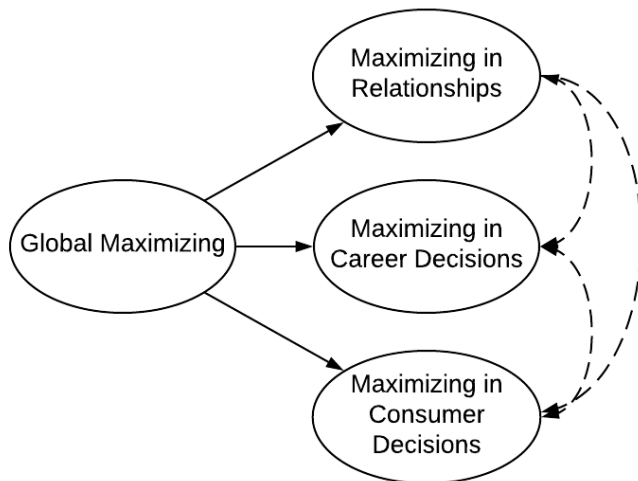 Maximizing in
Relationships
Global Maximizing
Maximizing in
Career Decisions
Maximizing in
Consumer
Decisions